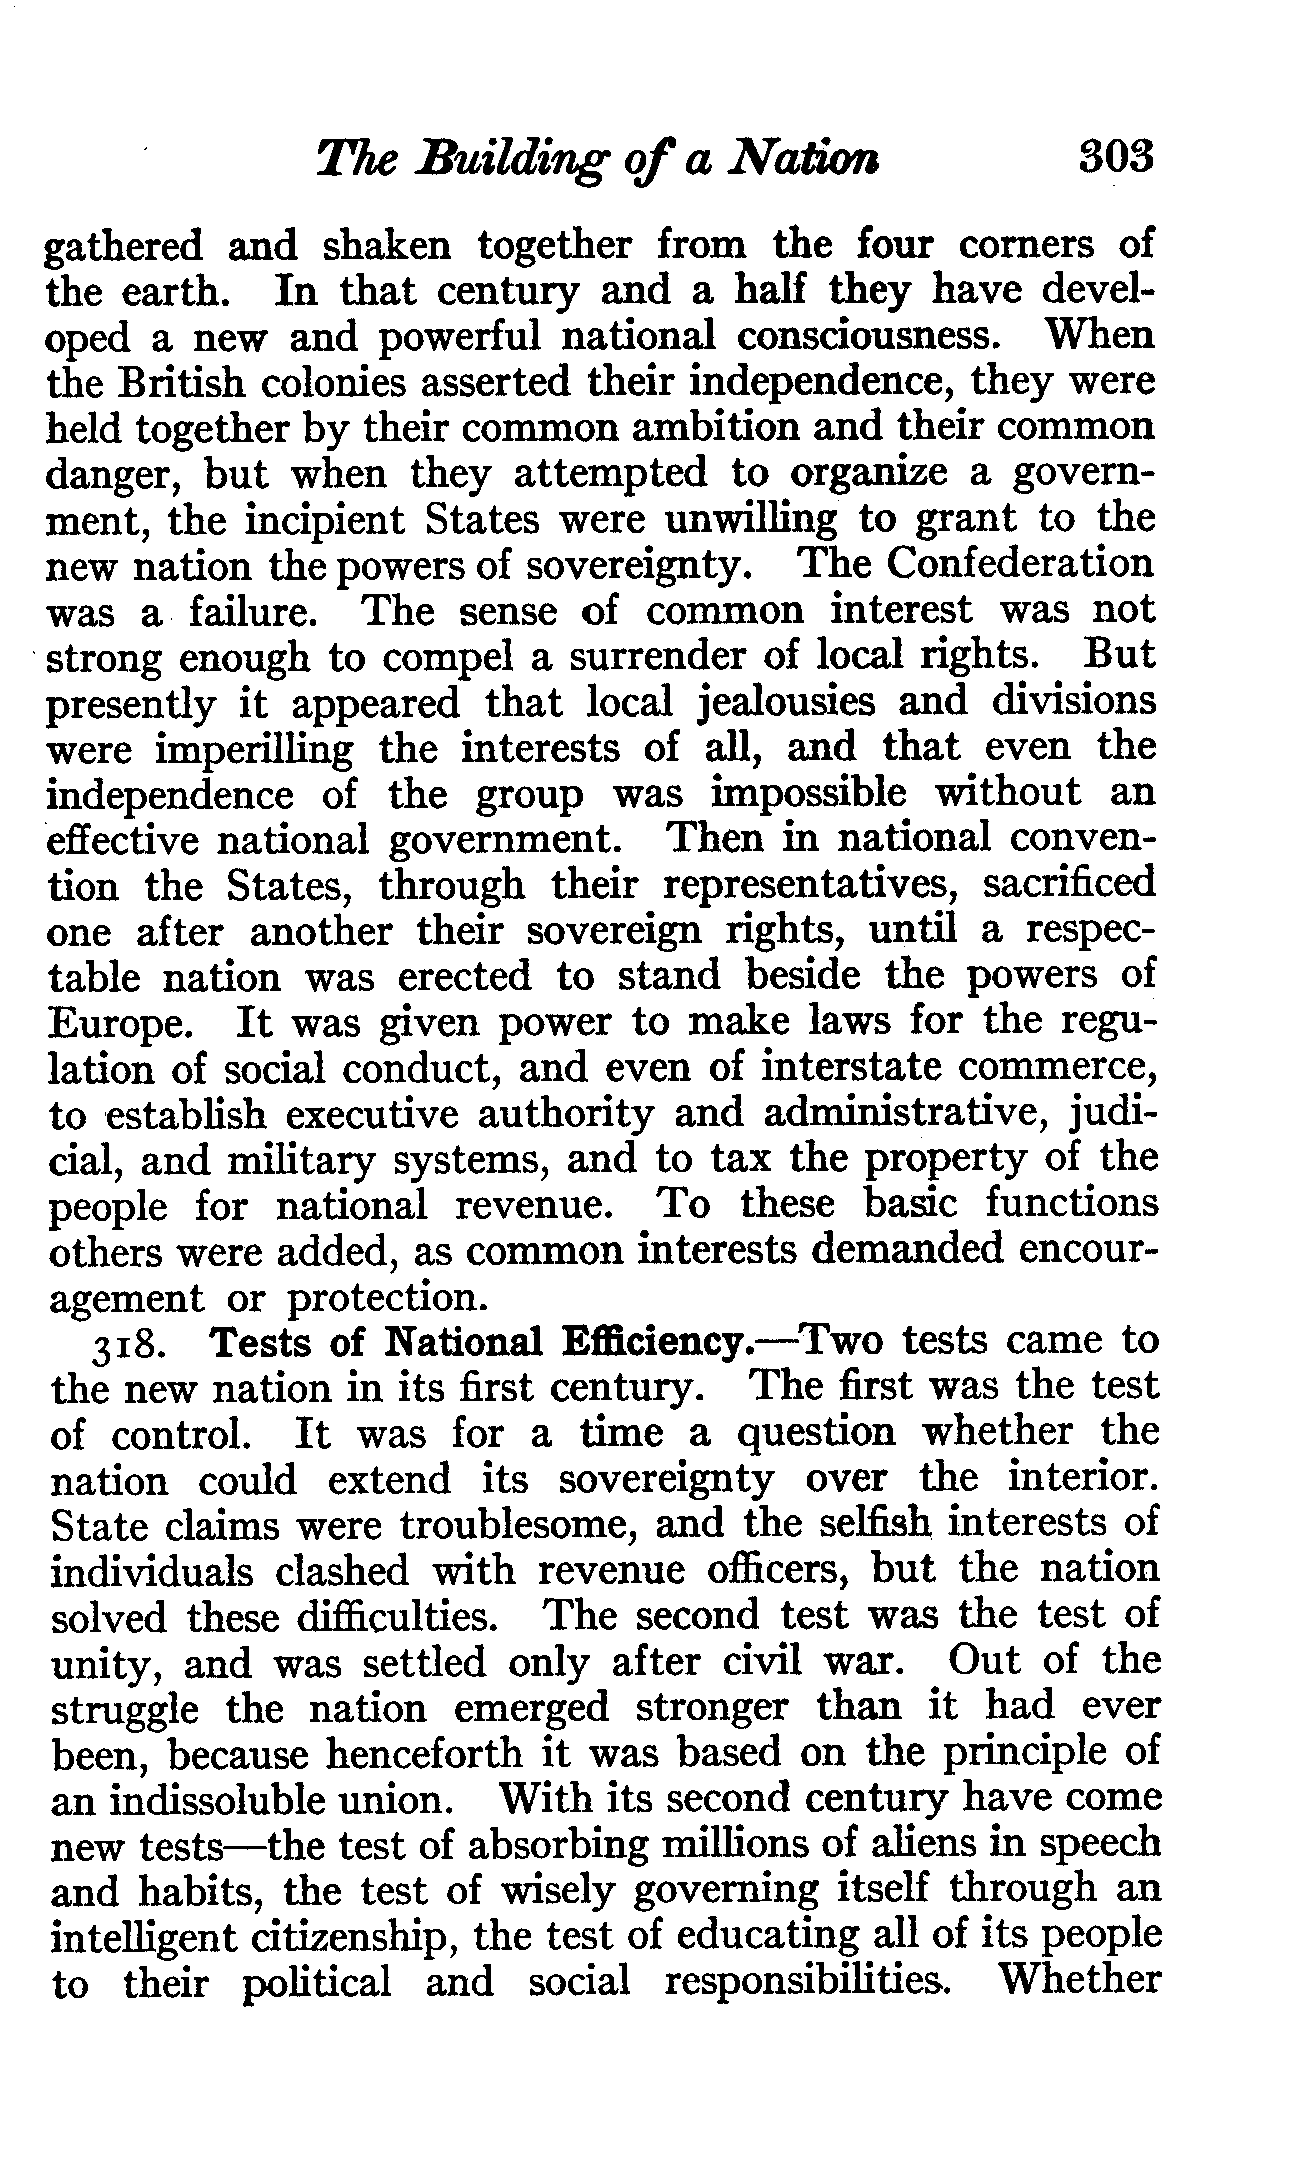 The Building of a Nation 303
gathered and shaken together from the four corners of
the earth. In that century and a half they have devel-
oped a new and powerful national consciousness. When
the British colonies asserted their independence, they were
held together by their common ambition and their common
danger, but when they attempted to organize a govern-
ment, the incipient States were unwilling to grant to the
new nation the powers of sovereignty. The Confederation
was a failure. The sense of common interest was not
strong enough to compel a surrender of local rights. But
presently it appeared that local jealousies and divisions
were imperilling the interests of all, and that even the
independence of the group was impossible without an
effective national government. Then in national conven-
tion the States, through their representatives, sacrificed
one after another their sovereign rights, until a respec-
table nation was erected to stand beside the powers of
Europe. It was given power to make laws for the regu-
lation of social conduct, and even of interstate commerce,
to establish executive authority and administrative, judi-
cial, and military systems, and to tax the property of the
people for national revenue. To these basic functions
others were added, as common interests demanded encour-
agement or protection.
318. Tests of National Efficiency.—Two tests came to
the new nation in its first century. The first was the test
of control. It was for a time a question whether the
nation could extend its sovereignty over the interior.
State claims were troublesome, and the selfish interests of
individuals clashed with revenue officers, but the nation
solved these difficulties. The second test was the test of
unity, and was settled only after civil war. Out of the
struggle the nation emerged stronger than it had ever
been, because henceforth it was based on the principle of
an indissoluble union. With its second century have come
new tests—the test of absorbing millions of aliens in speech
and habits, the test of wisely governing itself through an
intelligent citizenship, the test of educating all of its people
to their political and social responsibilities. Whether